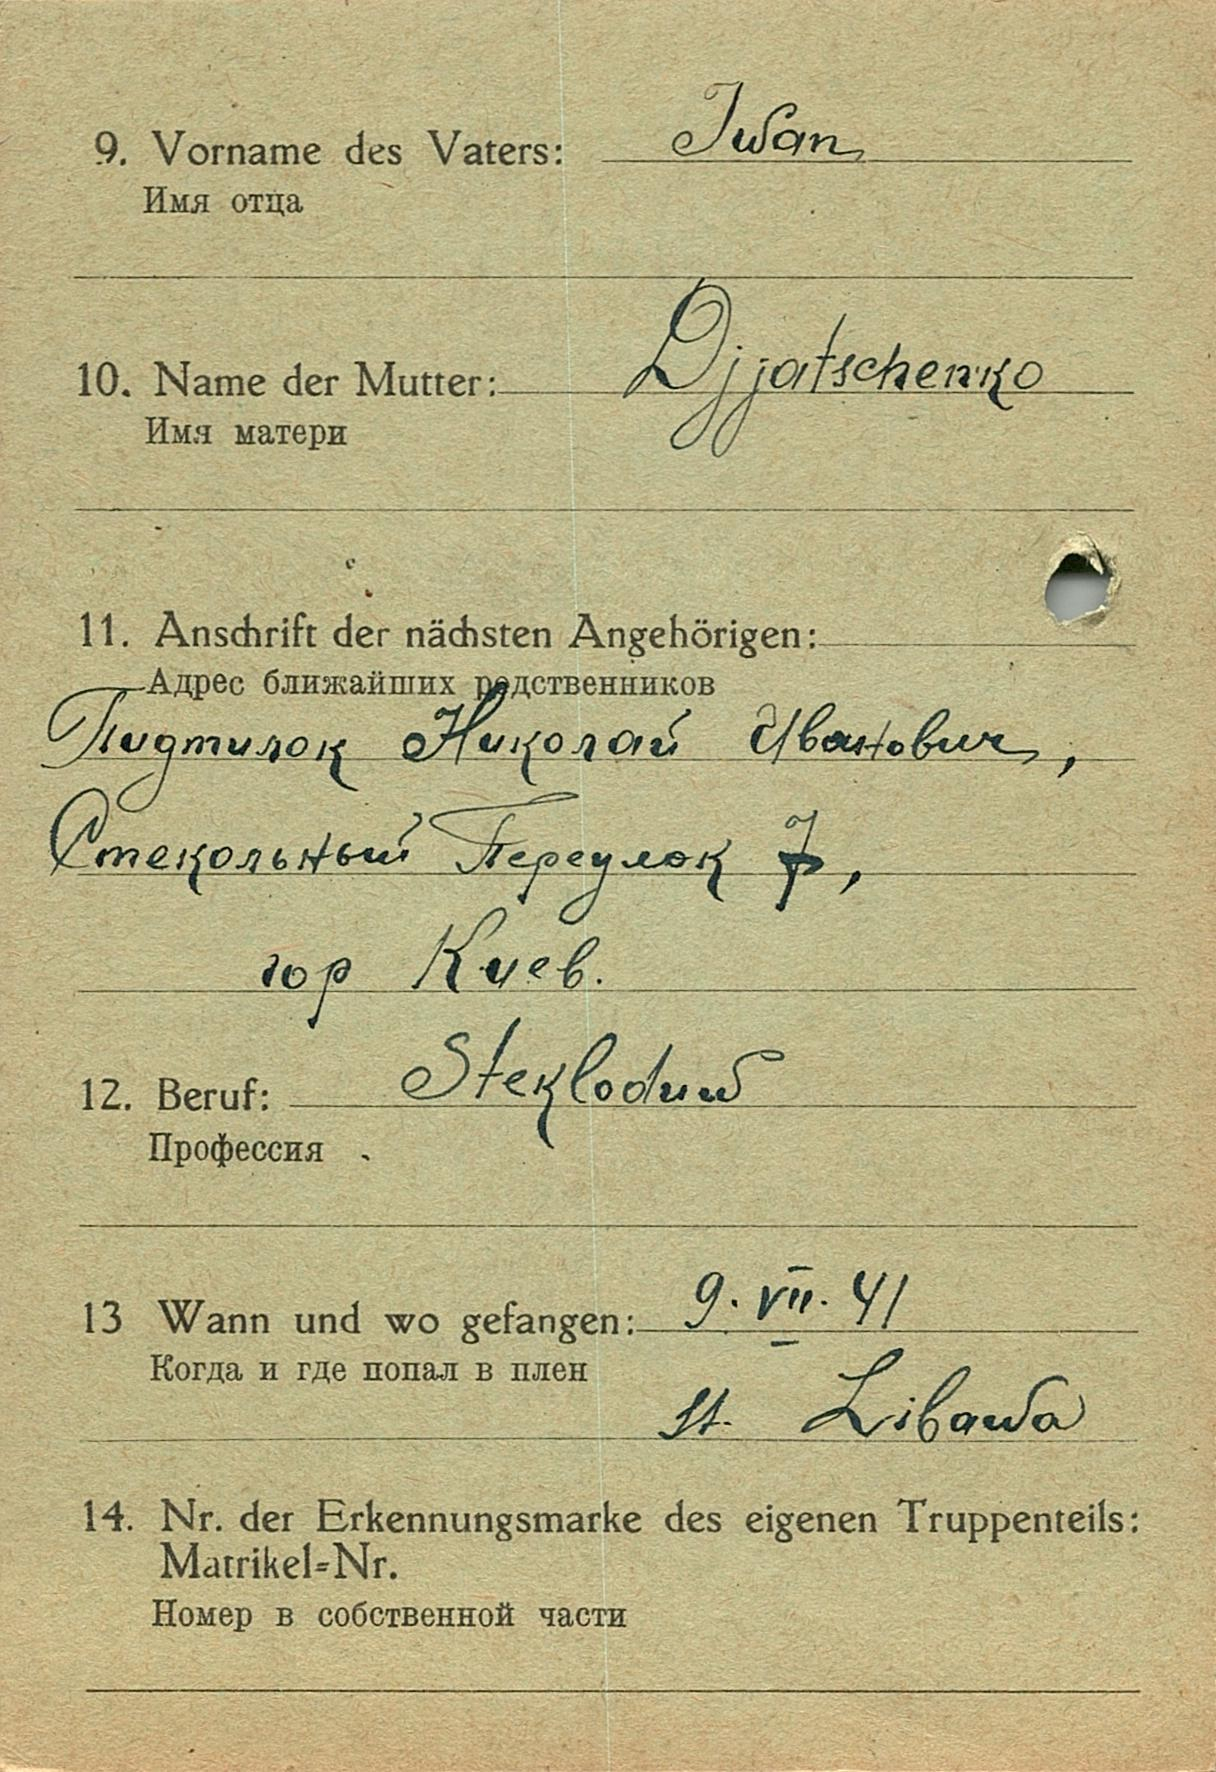 9. Vorname des Vaters: Iwan
Имя отца
10. Name der Mutter: Djjatschenko
Имя матери
11. Anschrift der nächsten Angehörigen:
Адрес ближайших родственников
Пидтилок Николай Иванович,
Стекольный Переулок 7,
гор Киев.
12. Beruf: Stekloduw
Профессия
13 Wann und wo gefangen: 9. VII. 41
Когда и где попал в плен
st. Libawa
14. Nr. der Erkennungsmarke des eigenen Truppenteils:
Matrikel=Nr.
Номер в собственной части